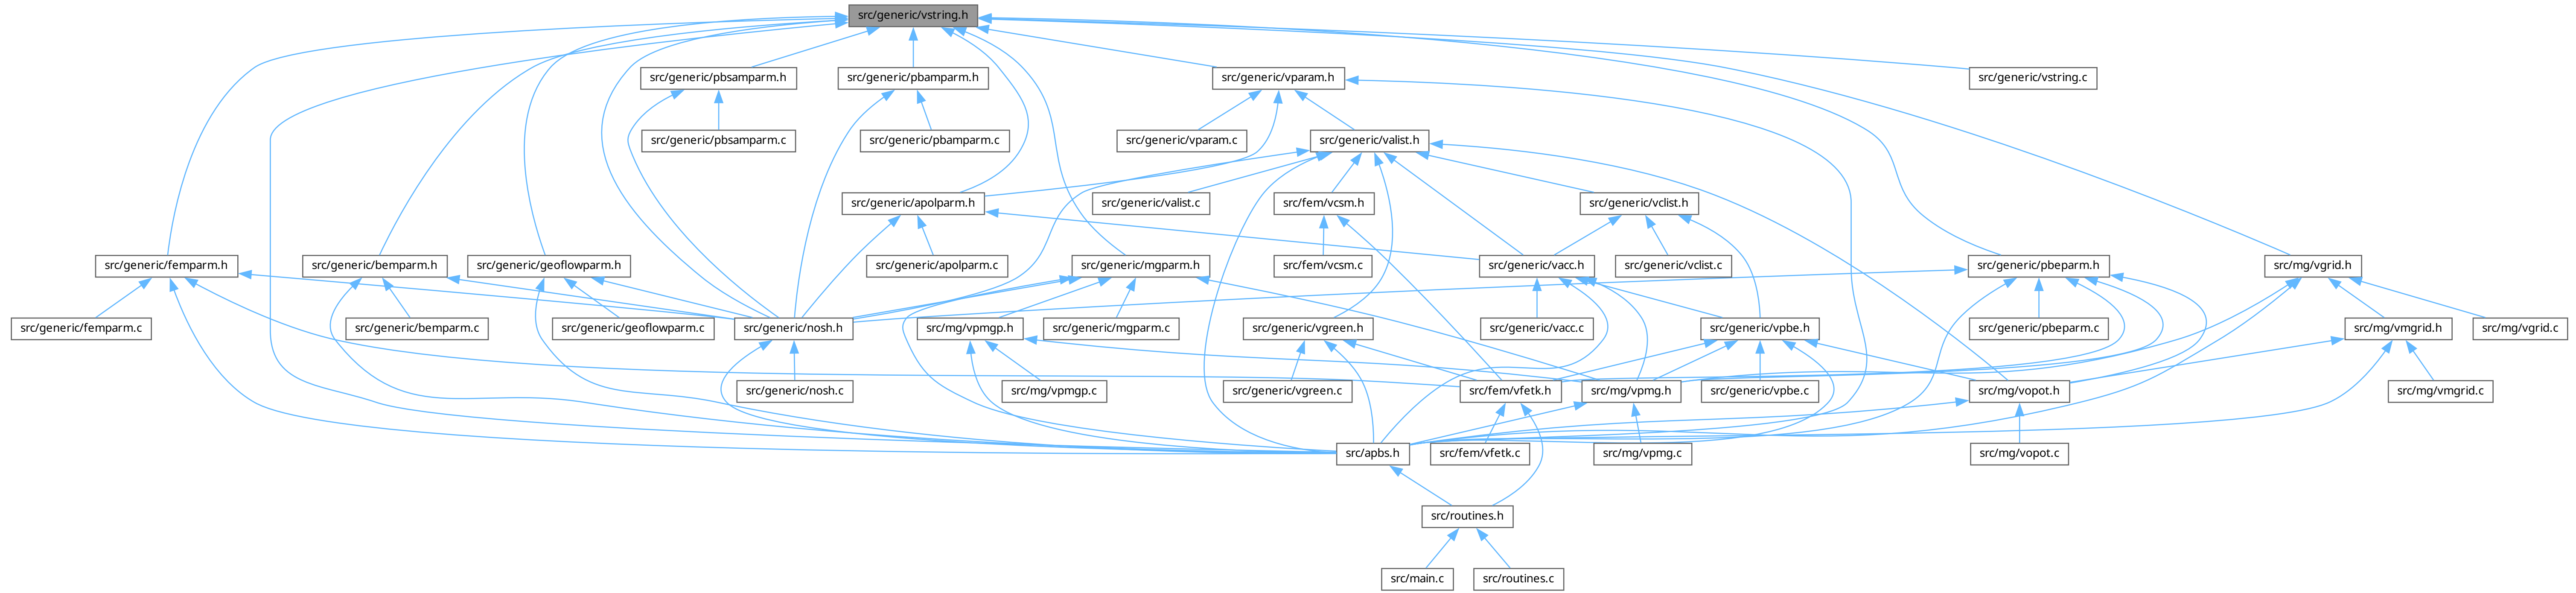 src/generic/vstring.h
src/generic/pbsamparm.h
src/generic/pbamparm.h
src/generic/vparam.h
src/generic/vstring.c
src/generic/pbsamparm.c
src/generic/pbamparm.c
src/generic/vparam.c
src/generic/valist.h
src/generic/apolparm.h
src/generic/valist.c
src/fem/vcsm.h
src/generic/vclist.h
src/generic/femparm.h
src/generic/bemparm.h
src/generic/geoflowparm.h
src/generic/apolparm.c
src/generic/mgparm.h
src/fem/vcsm.c
src/generic/vacc.h
src/generic/vclist.c
src/generic/pbeparm.h
src/mg/vgrid.h
src/generic/femparm.c
src/generic/bemparm.c
src/generic/geoflowparm.c
src/generic/nosh.h
src/mg/vpmgp.h
src/generic/mgparm.c
src/generic/vgreen.h
src/generic/vacc.c
src/generic/vpbe.h
src/generic/pbeparm.c
src/mg/vmgrid.h
src/mg/vgrid.c
src/generic/nosh.c
src/mg/vpmgp.c
src/generic/vgreen.c
src/fem/vfetk.h
src/mg/vpmg.h
src/generic/vpbe.c
src/mg/vopot.h
src/mg/vmgrid.c
src/apbs.h
src/fem/vfetk.c
src/mg/vpmg.c
src/mg/vopot.c
src/routines.h
src/main.c
src/routines.c